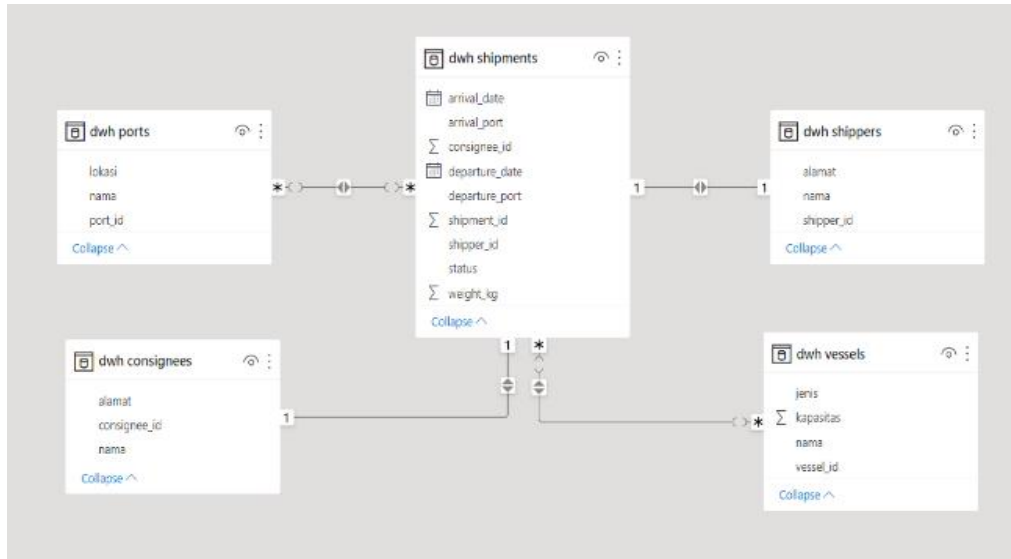 dwh shipments
arrival_date
arrival_port
Σ consignee_id
departure_date
departure_port
Σ shipment_id
shipper_id
status
Σ weight_kg
Collapse
dwh ports
lokasi
nama
port_id
Collapse
* *
dwh shippers
alamat
nama
shipper_id
Collapse
1 1
dwh consignees
alamat
consignee_id
nama
Collapse
1 *
1
*
dwh vessels
jenis
Σ kapasitas
nama
vessel_id
Collapse